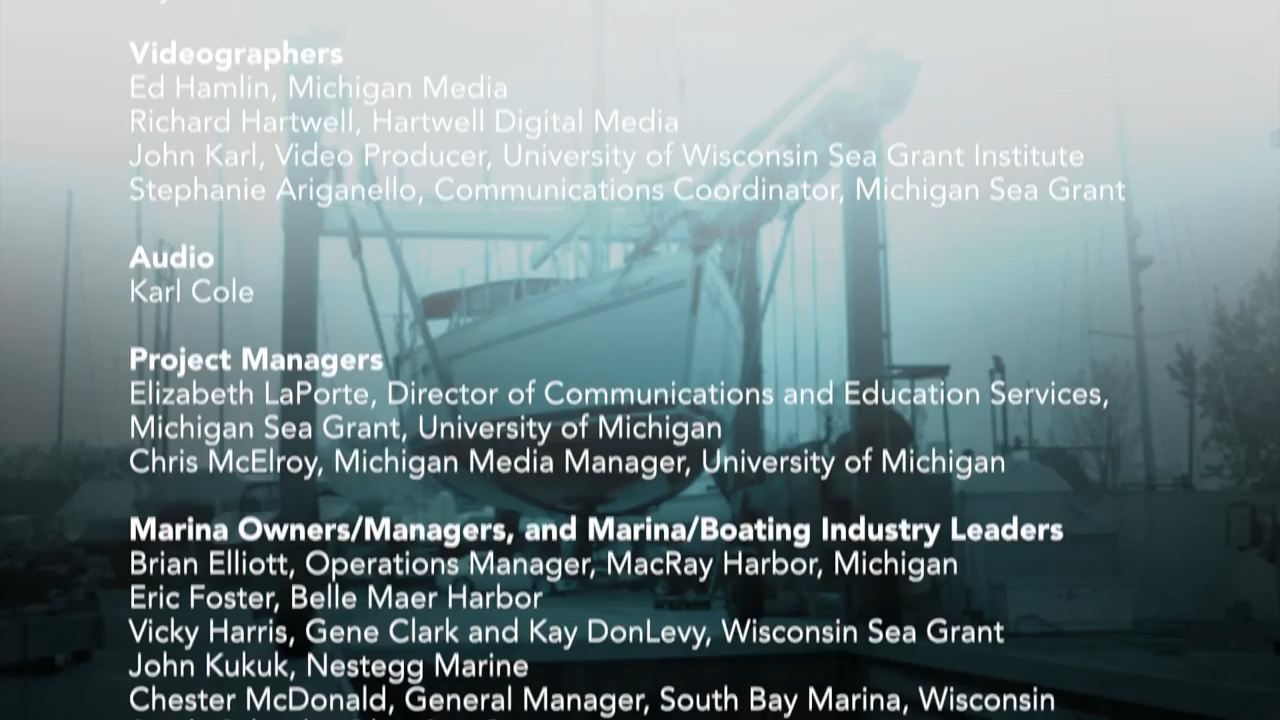 Videographers
Ed Hamlin, Michigan Media
Richard Hartwell, Hartwell Digital Media
John Karl, Video Producer, University of Wisconsin Sea Grant Institute
Stephanie Ariganello, Communications Coordinator, Michigan Sea Grant
Audio
Karl Cole
Project Managers
Elizabeth LaPorte, Director of Communications and Education Services,
Michigan Sea Grant, University of Michigan
Chris McElroy, Michigan Media Manager, University of Michigan
Marina Owners/Managers, and Marina/Boating Industry Leaders
Brian Elliott, Operations Manager, MacRay Harbor, Michigan
Eric Foster, Belle Maer Harbor
Vicky Harris, Gene Clark and Kay DonLevy, Wisconsin Sea Grant
John Kukuk, Nestegg Marine
Chester McDonald, General Manager, South Bay Marina, Wisconsin